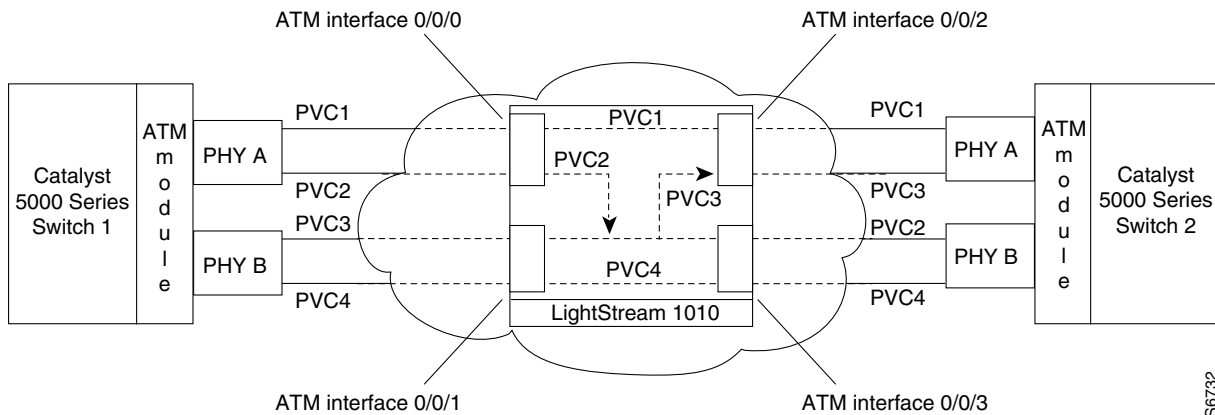 ATM interface 0/0/0
ATM interface 0/0/2
Catalyst
5000 Series
Switch 1
ATM
m
o
d
u
l
e
PHY A
PHY B
PVC1
PVC2
PVC3
PVC4
PVC1
PVC2
PVC3
PVC4
LightStream 1010
PVC1
PVC3
PVC2
PVC4
PHY A
PHY B
ATM
m
o
d
u
l
e
Catalyst
5000 Series
Switch 2
ATM interface 0/0/1
ATM interface 0/0/3
S6732